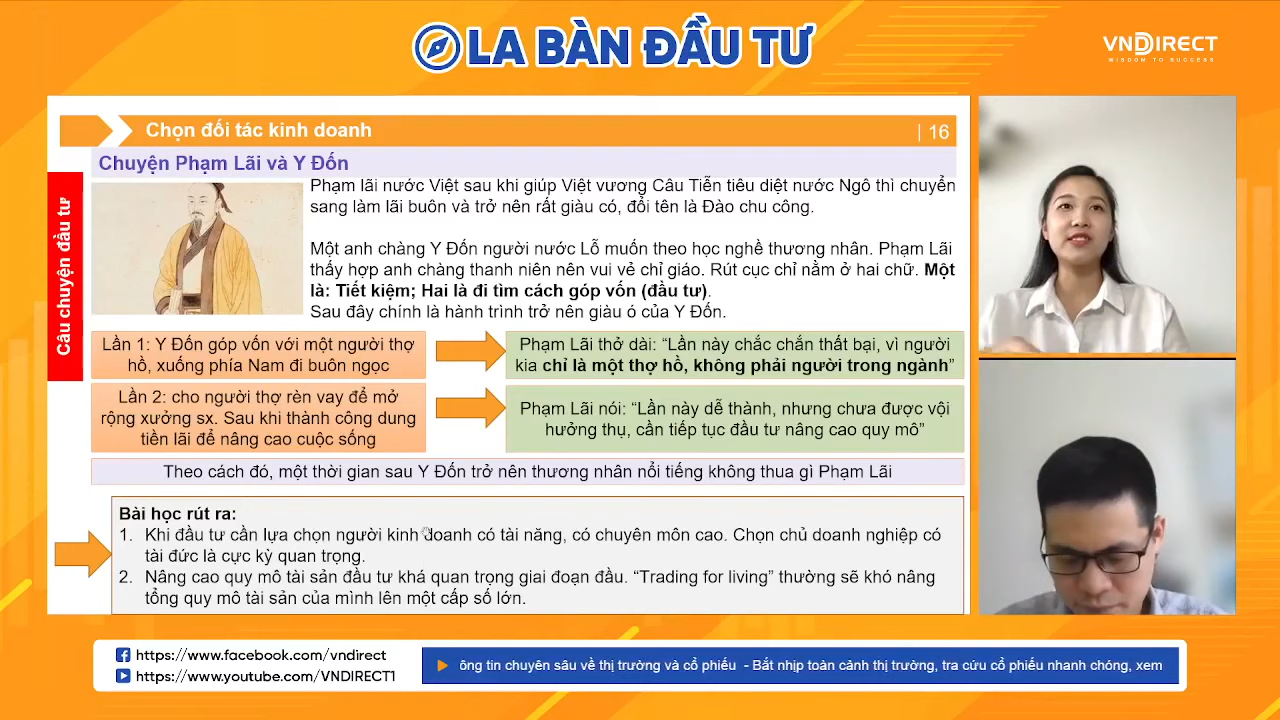 LA BÀN ĐẦU TƯ
VNDIRECT
WISDOM TO SUCCESS
Chọn đối tác kinh doanh
| 16
Chuyện Phạm Lãi và Y Đốn
Câu chuyện đầu tư
Phạm lãi nước Việt sau khi giúp Việt vương Câu Tiễn tiêu diệt nước Ngô thì chuyển
sang làm lãi buôn và trở nên rất giàu có, đổi tên là Đào chu công.
Một anh chàng Y Đốn người nước Lỗ muốn theo học nghề thương nhân. Phạm Lãi
thấy hợp anh chàng thanh niên nên vui vẻ chỉ giáo. Rút cục chỉ nằm ở hai chữ. Một
là: Tiết kiệm; Hai là đi tìm cách góp vốn (đầu tư).
Sau đây chính là hành trình trở nên giàu ó của Y Đốn.
Lần 1: Y Đốn góp vốn với một người thợ
hồ, xuống phía Nam đi buôn ngọc
Phạm Lãi thở dài: “Lần này chắc chắn thất bại, vì người
kia chỉ là một thợ hồ, không phải người trong ngành”
Lần 2: cho người thợ rèn vay để mở
rộng xưởng sx. Sau khi thành công dung
tiền lãi để nâng cao cuộc sống
Phạm Lãi nói: “Lần này dễ thành, nhưng chưa được vội
hưởng thụ, cần tiếp tục đầu tư nâng cao quy mô”
Theo cách đó, một thời gian sau Y Đốn trở nên thương nhân nổi tiếng không thua gì Phạm Lãi
Bài học rút ra:
1. Khi đầu tư cần lựa chọn người kinh doanh có tài năng, có chuyên môn cao. Chọn chủ doanh nghiệp có
tài đức là cực kỳ quan trọng.
2. Nâng cao quy mô tài sản đầu tư khá quan trọng giai đoạn đầu. “Trading for living” thường sẽ khó nâng
tổng quy mô tài sản của mình lên một cấp số lớn.
https://www.facebook.com/vndirect
https://www.youtube.com/VNDIRECT1
ông tin chuyên sâu về thị trường và cổ phiếu - Bắt nhịp toàn cảnh thị trường, tra cứu cổ phiếu nhanh chóng, xem